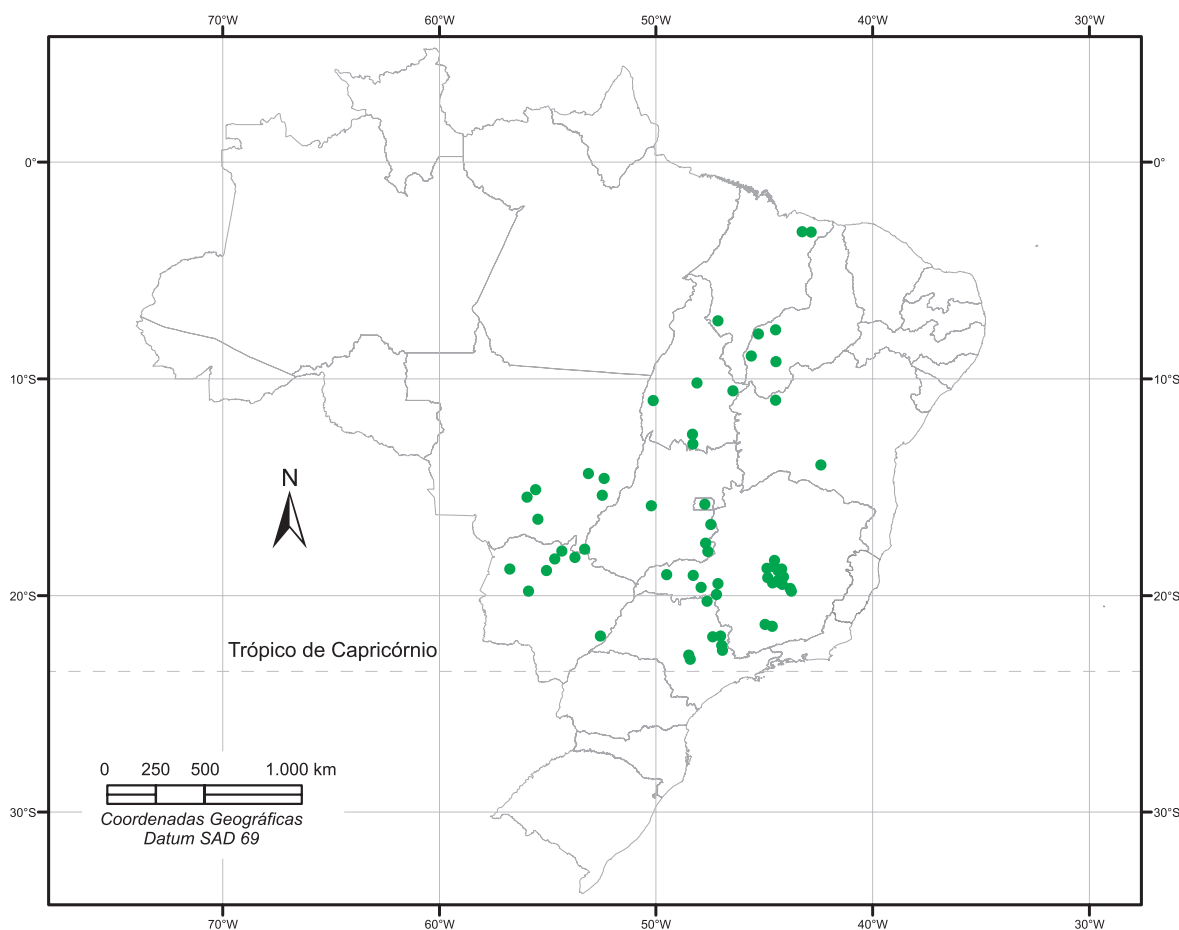 70°W 60°W 50°W 40°W 30°W
0° 0°
10°S 10°S
N
20°S 20°S
Trópico de Capricórnio
0 250 500 1.000 km
Coordenadas Geográficas
Datum SAD 69
30°S 30°S
70°W 60°W 50°W 40°W 30°W